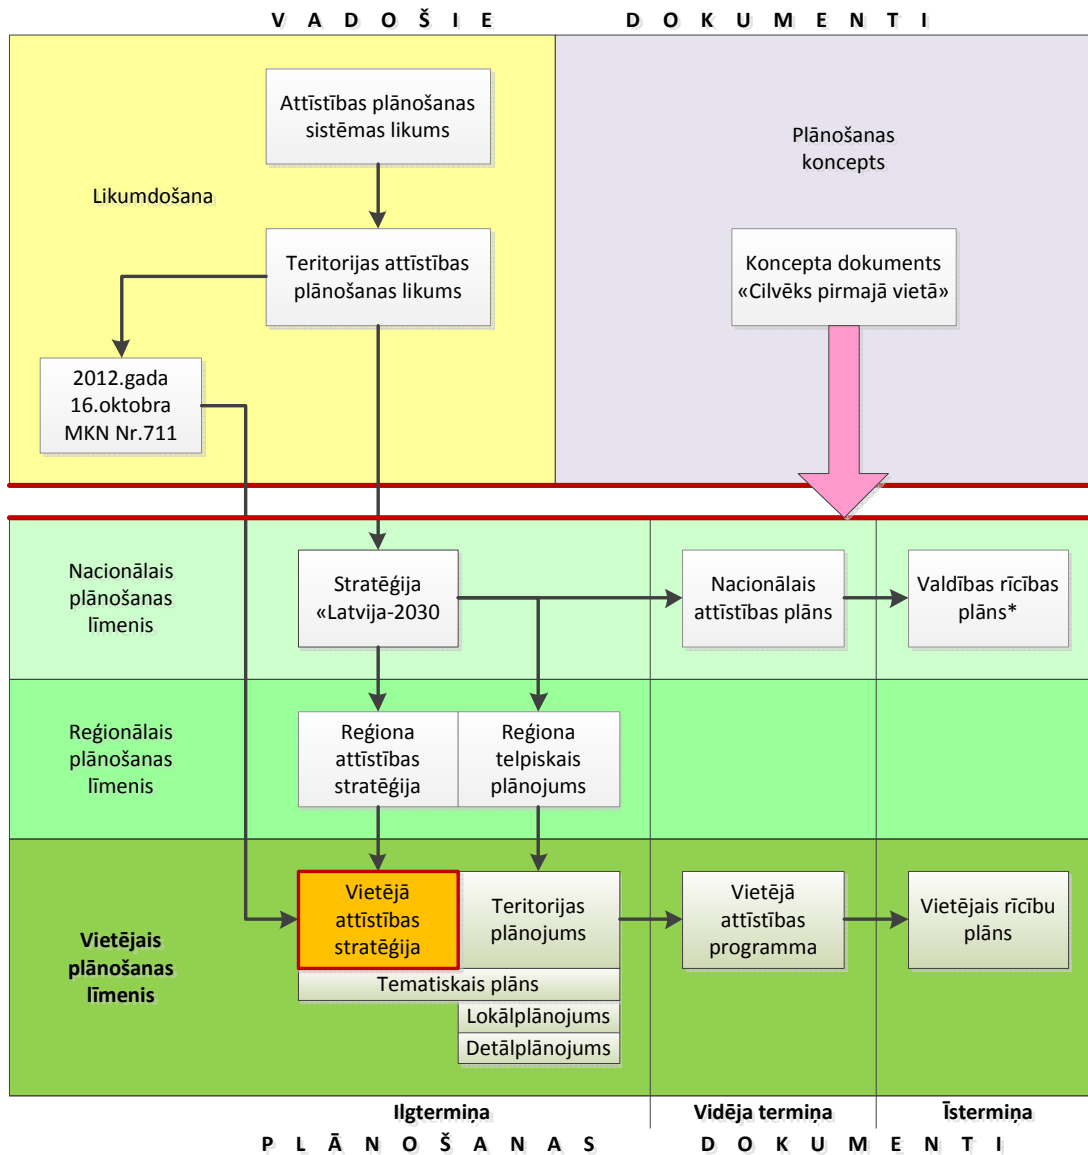 V A D O Š I E D O K U M E N T I
Attīstības plānošanas
sistēmas likums
Likumdošana
Teritorijas attīstības
plānošanas likums
2012.gada
16.oktobra
MKN Nr.711
Plānošanas
koncepts
Koncepta dokuments
«Cilvēks pirmajā vietā»
Nacionālais
plānošanas
līmenis
Stratēģija
«Latvija-2030
Nacionālais
attīstības plāns
Valdības rīcības
plāns*
Reģionālais
plānošanas
līmenis
Reģiona
attīstības
stratēģija
Reģiona
telpiskais
plānojums
Vietējais
plānošanas
līmenis
Vietējā
attīstības
stratēģija
Teritorijas
plānojums
Vietējā
attīstības
programma
Vietējais rīcību
plāns
Tematiskais plāns
Lokālplānojums
Detālplānojums
Ilgtermiņa Vidēja termiņa Īstermiņa
P L Ā N O Š A N A S D O K U M E N T I